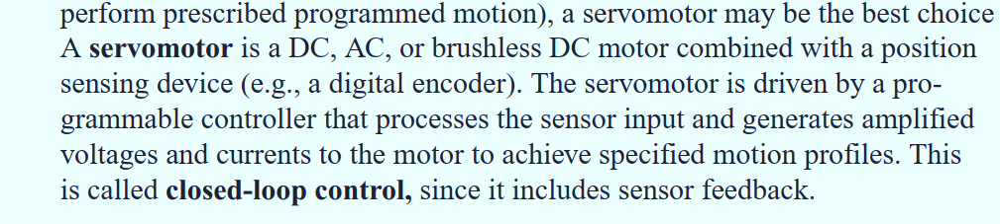 perform prescribed programmed motion), a servomotor may be the best choice
A servomotor is a DC, AC, or brushless DC motor combined with a position
sensing device (e.g., a digital encoder). The servomotor is driven by a pro-
grammable controller that processes the sensor input and generates amplified
voltages and currents to the motor to achieve specified motion profiles. This
is called closed-loop control, since it includes sensor feedback.